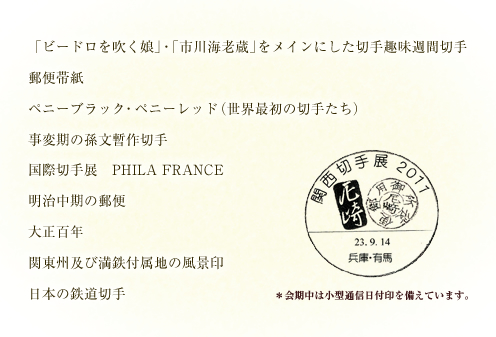 「ビードロを吹く娘」・「市川海老蔵」をメインにした切手趣味週間切手
郵便帯紙
ペニーブラック・ペニーレッド（世界最初の切手たち）
事変期の孫文暫作切手
国際切手展　PHILA FRANCE
明治中期の郵便
大正百年
関東州及び満鉄付属地の風景印
日本の鉄道切手
関西切手展 2011
尼崎
23. 9. 14
兵庫・有馬
＊会期中は小型通信日付印を備えています。